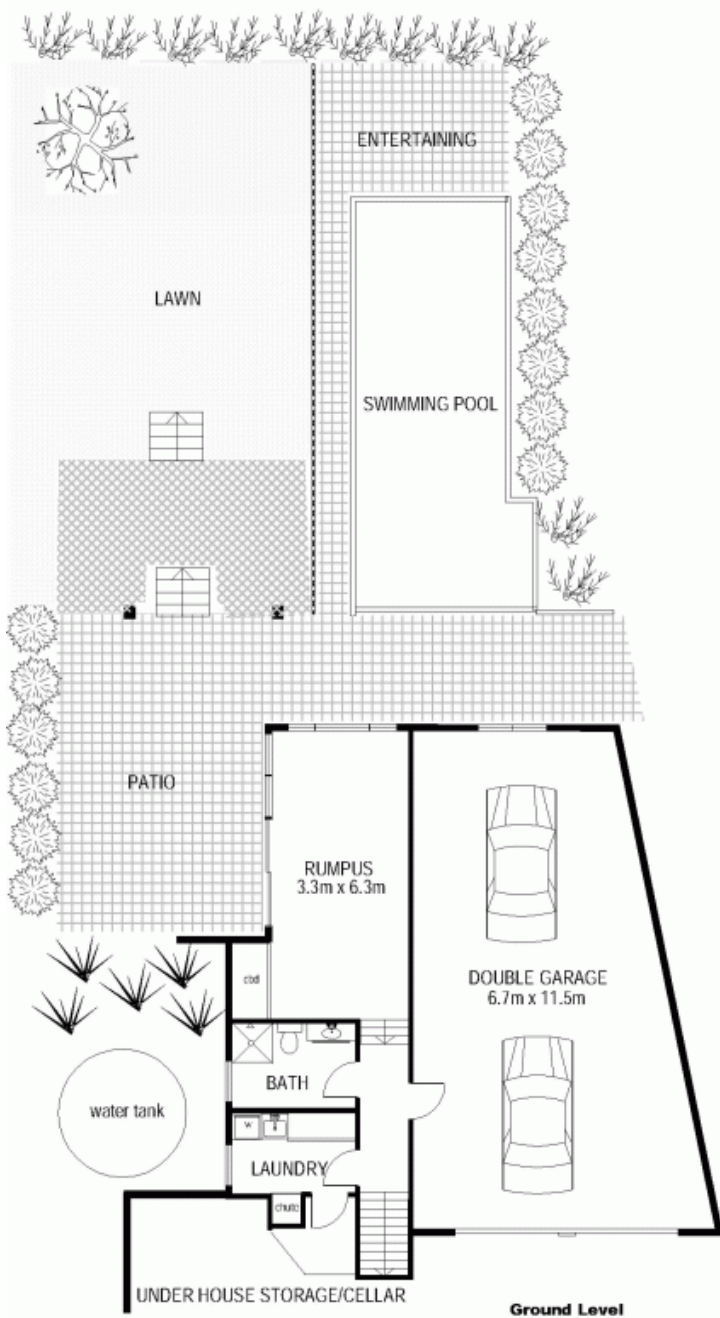 ENTERTAINING
LAWN
SWIMMING POOL
PATIO
RUMPUS
3.3m x 6.3m
cbd
DOUBLE GARAGE
6.7m x 11.5m
BATH
water tank
W
LAUNDRY
chute
UNDER HOUSE STORAGE/CELLAR
Ground Level